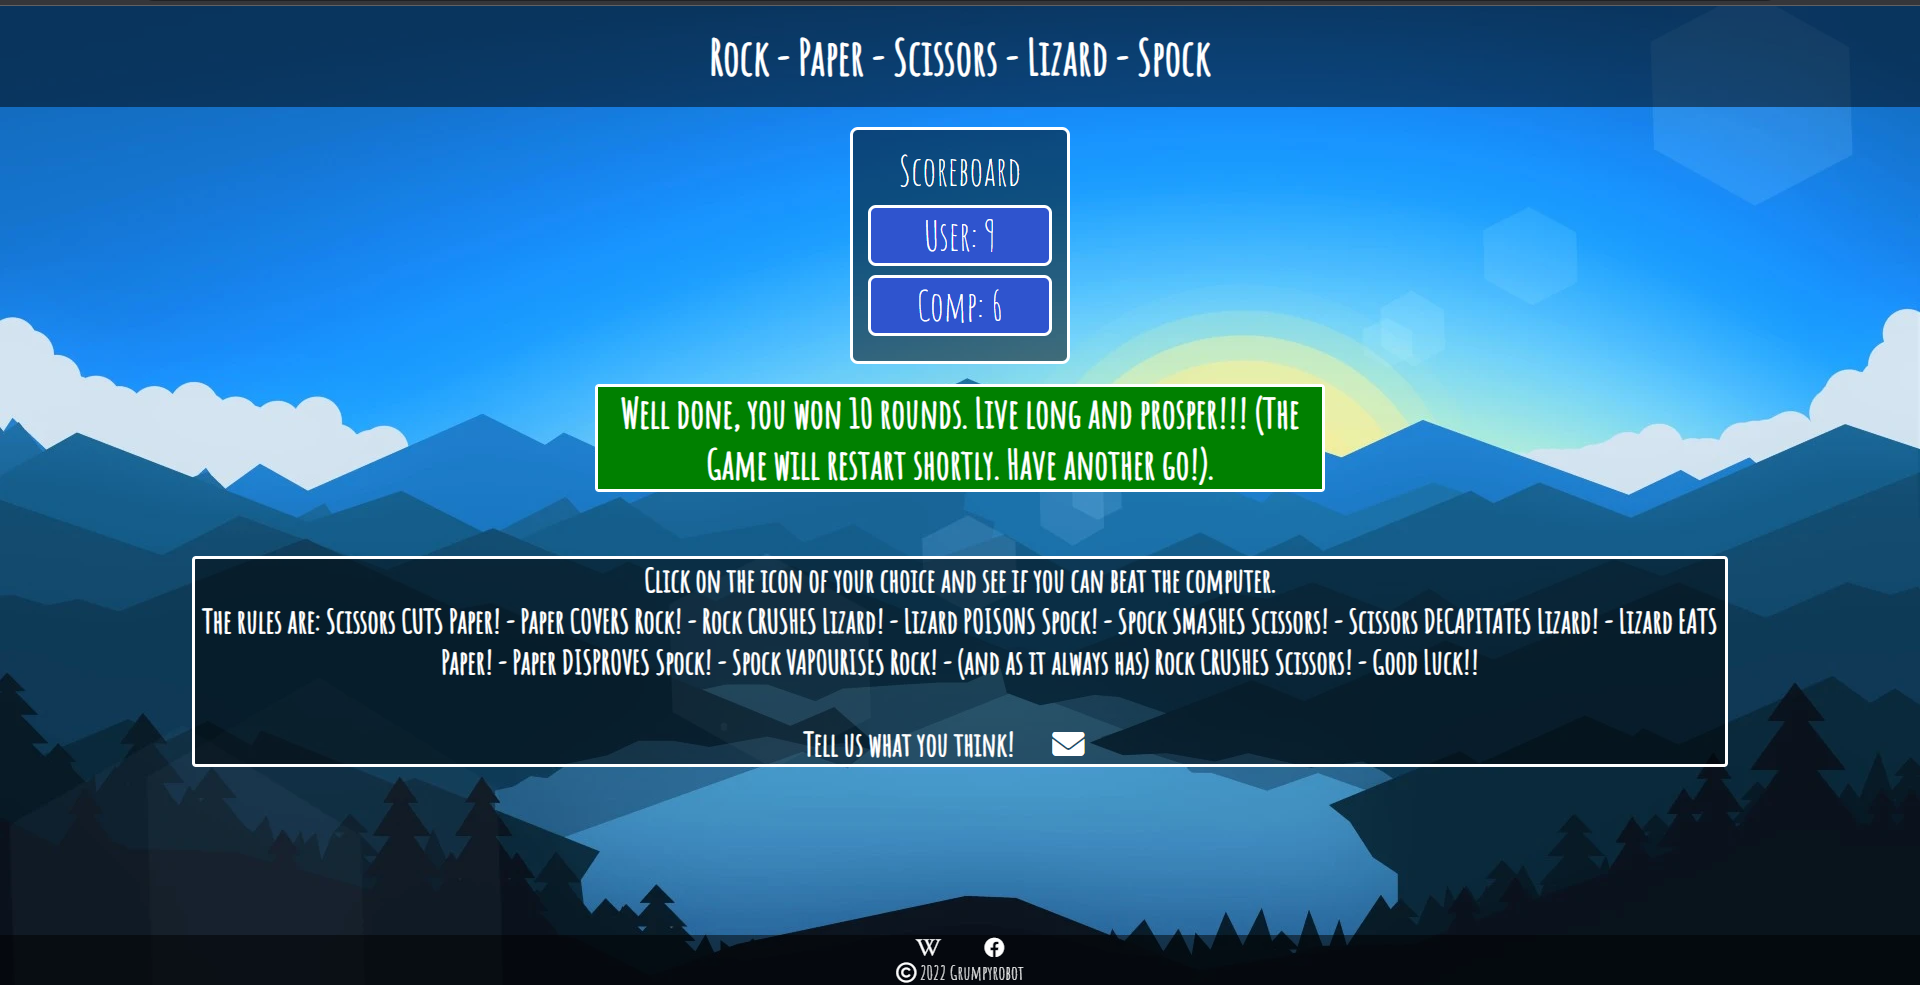 Rock - Paper - Scissors - Lizard - Spock
Scoreboard
User: 9
Comp: 6
Well done, you won 10 rounds. Live long and prosper!!! (The
Game will restart shortly. Have another go!).
Click on the icon of your choice and see if you can beat the computer.
The rules are: Scissors CUTS Paper! - Paper COVERS Rock! - Rock CRUSHES Lizard! - Lizard POISONS Spock! - Spock SMASHES Scissors! - Scissors DECAPITATES Lizard! - Lizard EATS
Paper! - Paper DISPROVES Spock! - Spock VAPOURISES Rock! - (and as it always has) Rock CRUSHES Scissors! - Good Luck!!
Tell us what you think!
W
© 2022 Grumpyrobot